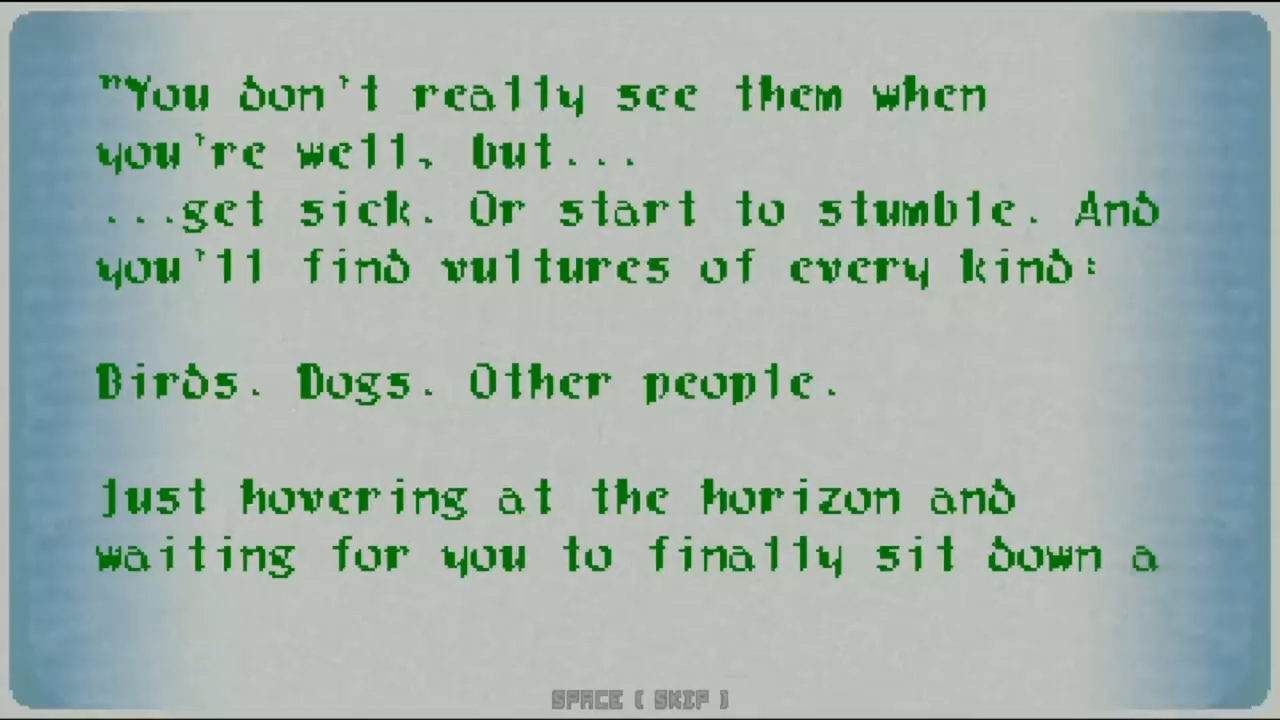 "You don't really see them when
you're well, but...
...get sick. Or start to stumble. And
you'll find vultures of every kind:
Birds. Dogs. Other people.
Just hovering at the horizon and
waiting for you to finally sit down a
SPACE ( SKIP )